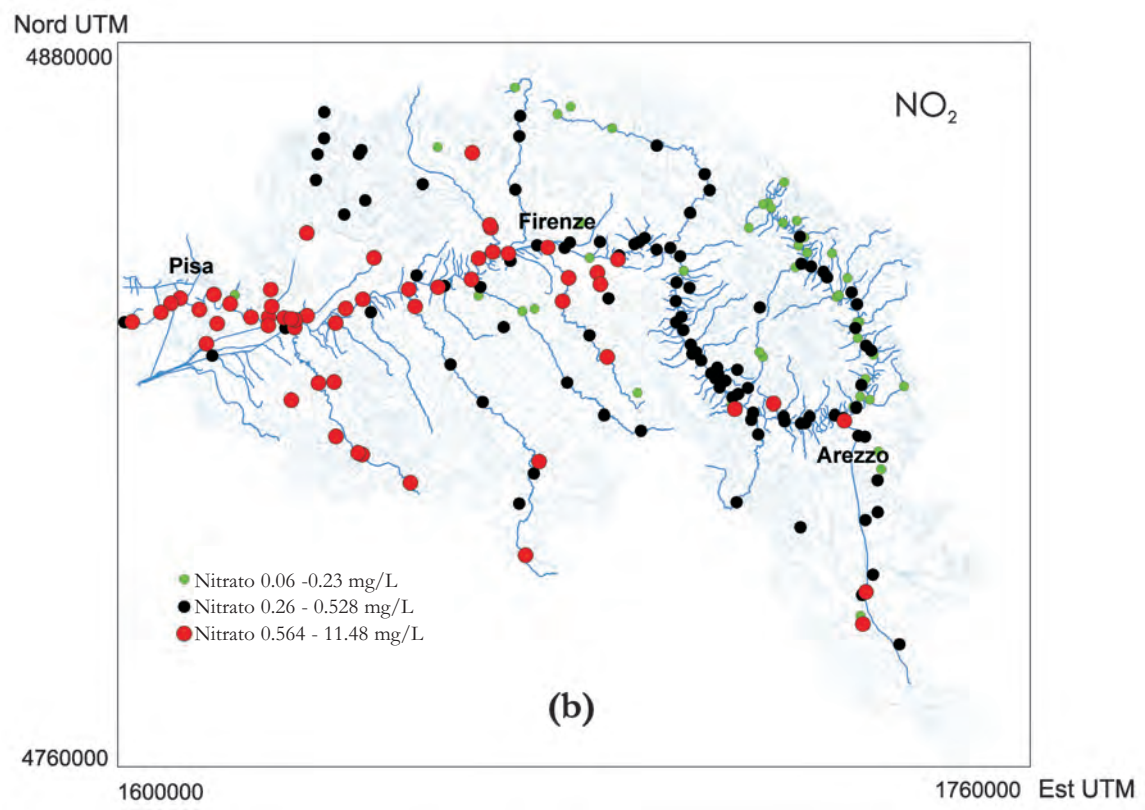 Nord UTM
4880000
NO₂
Firenze
Pisa
Arezzo
Nitrato 0.06 -0.23 mg/L
Nitrato 0.26 - 0.528 mg/L
Nitrato 0.564 - 11.48 mg/L
(b)
4760000
1600000
1760000 Est UTM